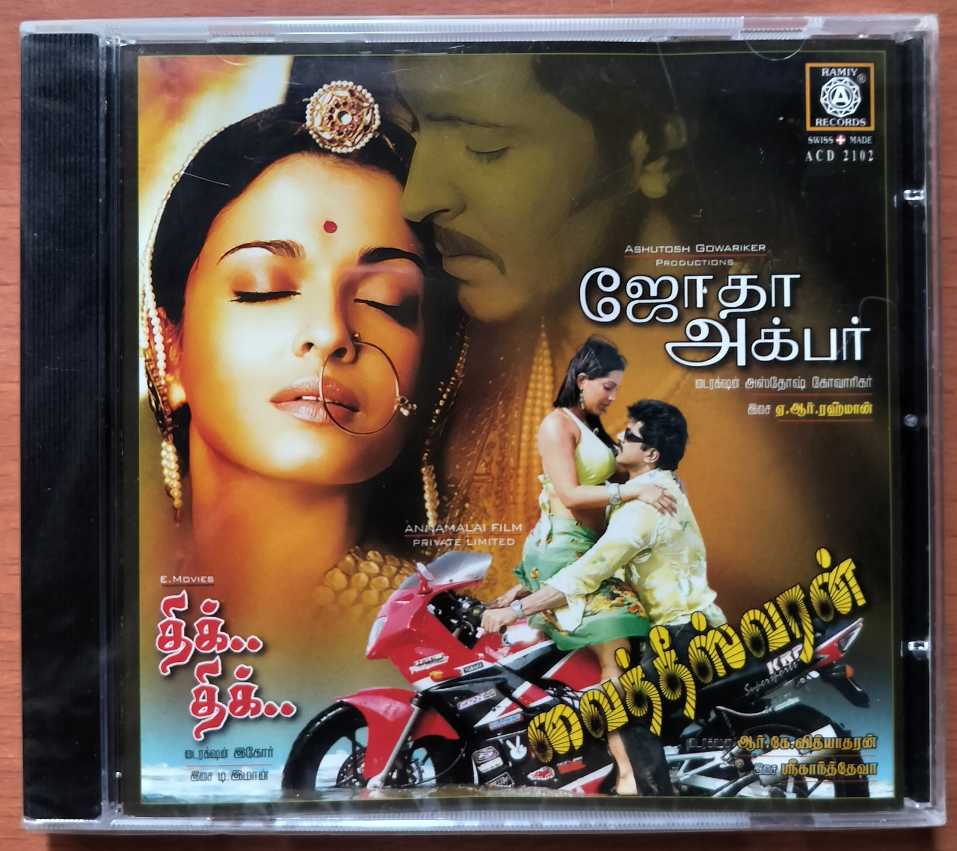 RAMIY
RECORDS
SWISS MADE
ACD 2102
ASHUTOSH GOWARIKER
PRODUCTIONS
ஜோதா
அக்பர்
டைரக்ஷன் அஸ்தோஷ் கோவாரிகர்
இசை ஏ.ஆர்.ரஹ்மான்
ANNAMALAI FILM
PRIVATE LIMITED
E.MOVIES
திக்..
திக்..
டைரக்ஷன் இகோர்
இசை டி.இமான்
வைத்தீஸ்வரன்
KRR
டைரக்ஷன் ஆர்.கே.வித்யாதரன்
இசை ஸ்ரீகாந்த்தேவா